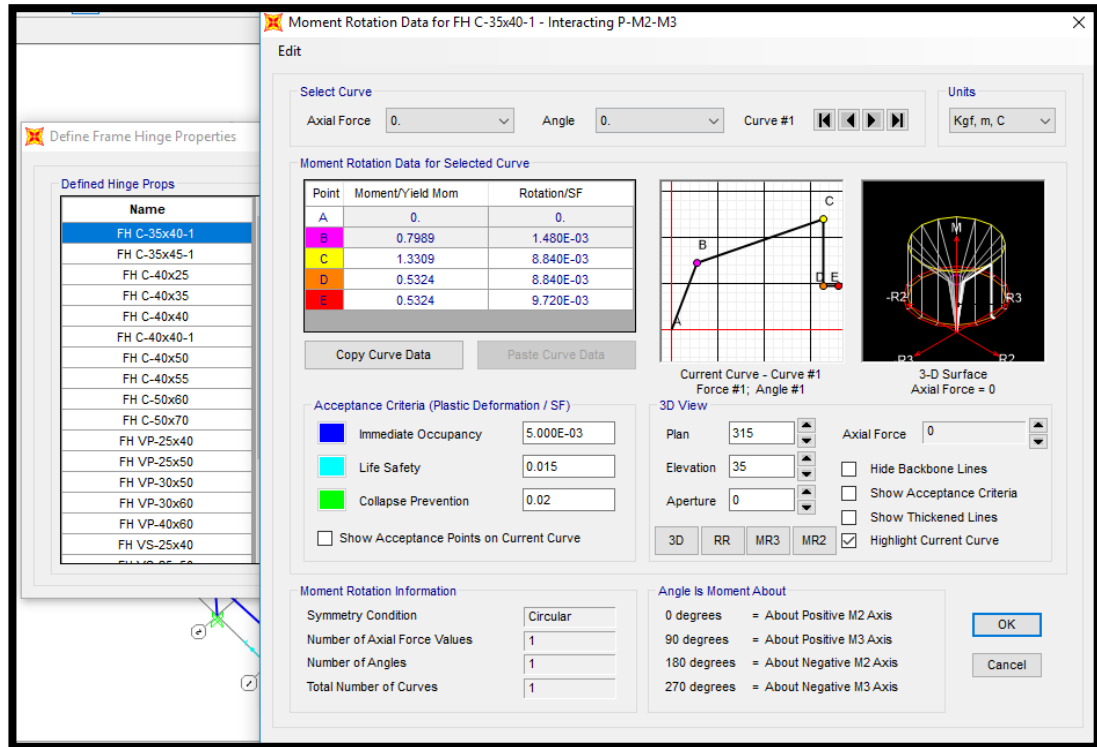 Moment Rotation Data for FH C-35x40-1 - Interacting P-M2-M3
Edit
Select Curve
Axial Force 0. Angle 0. Curve #1
Units
Kgf, m, C
Define Frame Hinge Properties
Defined Hinge Props
Name
FH C-35x40-1
FH C-35x45-1
FH C-40x25
FH C-40x35
FH C-40x40
FH C-40x40-1
FH C-40x50
FH C-40x55
FH C-50x60
FH C-50x70
FH VP-25x40
FH VP-25x50
FH VP-30x50
FH VP-30x60
FH VP-40x60
FH VS-25x40
Moment Rotation Data for Selected Curve
Point Moment/Yield Mom Rotation/SF
A 0. 0.
B 0.7989 1.480E-03
C 1.3309 8.840E-03
D 0.5324 8.840E-03
E 0.5324 9.720E-03
Copy Curve Data Paste Curve Data
C
B
D E
A
Current Curve - Curve #1
Force #1; Angle #1
M
-R2 R3
-R3 R2
3-D Surface
Axial Force = 0
Acceptance Criteria (Plastic Deformation / SF)
Immediate Occupancy 5.000E-03
Life Safety 0.015
Collapse Prevention 0.02
Show Acceptance Points on Current Curve
3D View
Plan 315 Axial Force 0
Elevation 35 Hide Backbone Lines
Aperture 0 Show Acceptance Criteria
Show Thickened Lines
3D RR MR3 MR2 Highlight Current Curve
Moment Rotation Information
Symmetry Condition Circular
Number of Axial Force Values 1
Number of Angles 1
Total Number of Curves 1
Angle Is Moment About
0 degrees = About Positive M2 Axis
90 degrees = About Positive M3 Axis
180 degrees = About Negative M2 Axis
270 degrees = About Negative M3 Axis
OK
Cancel